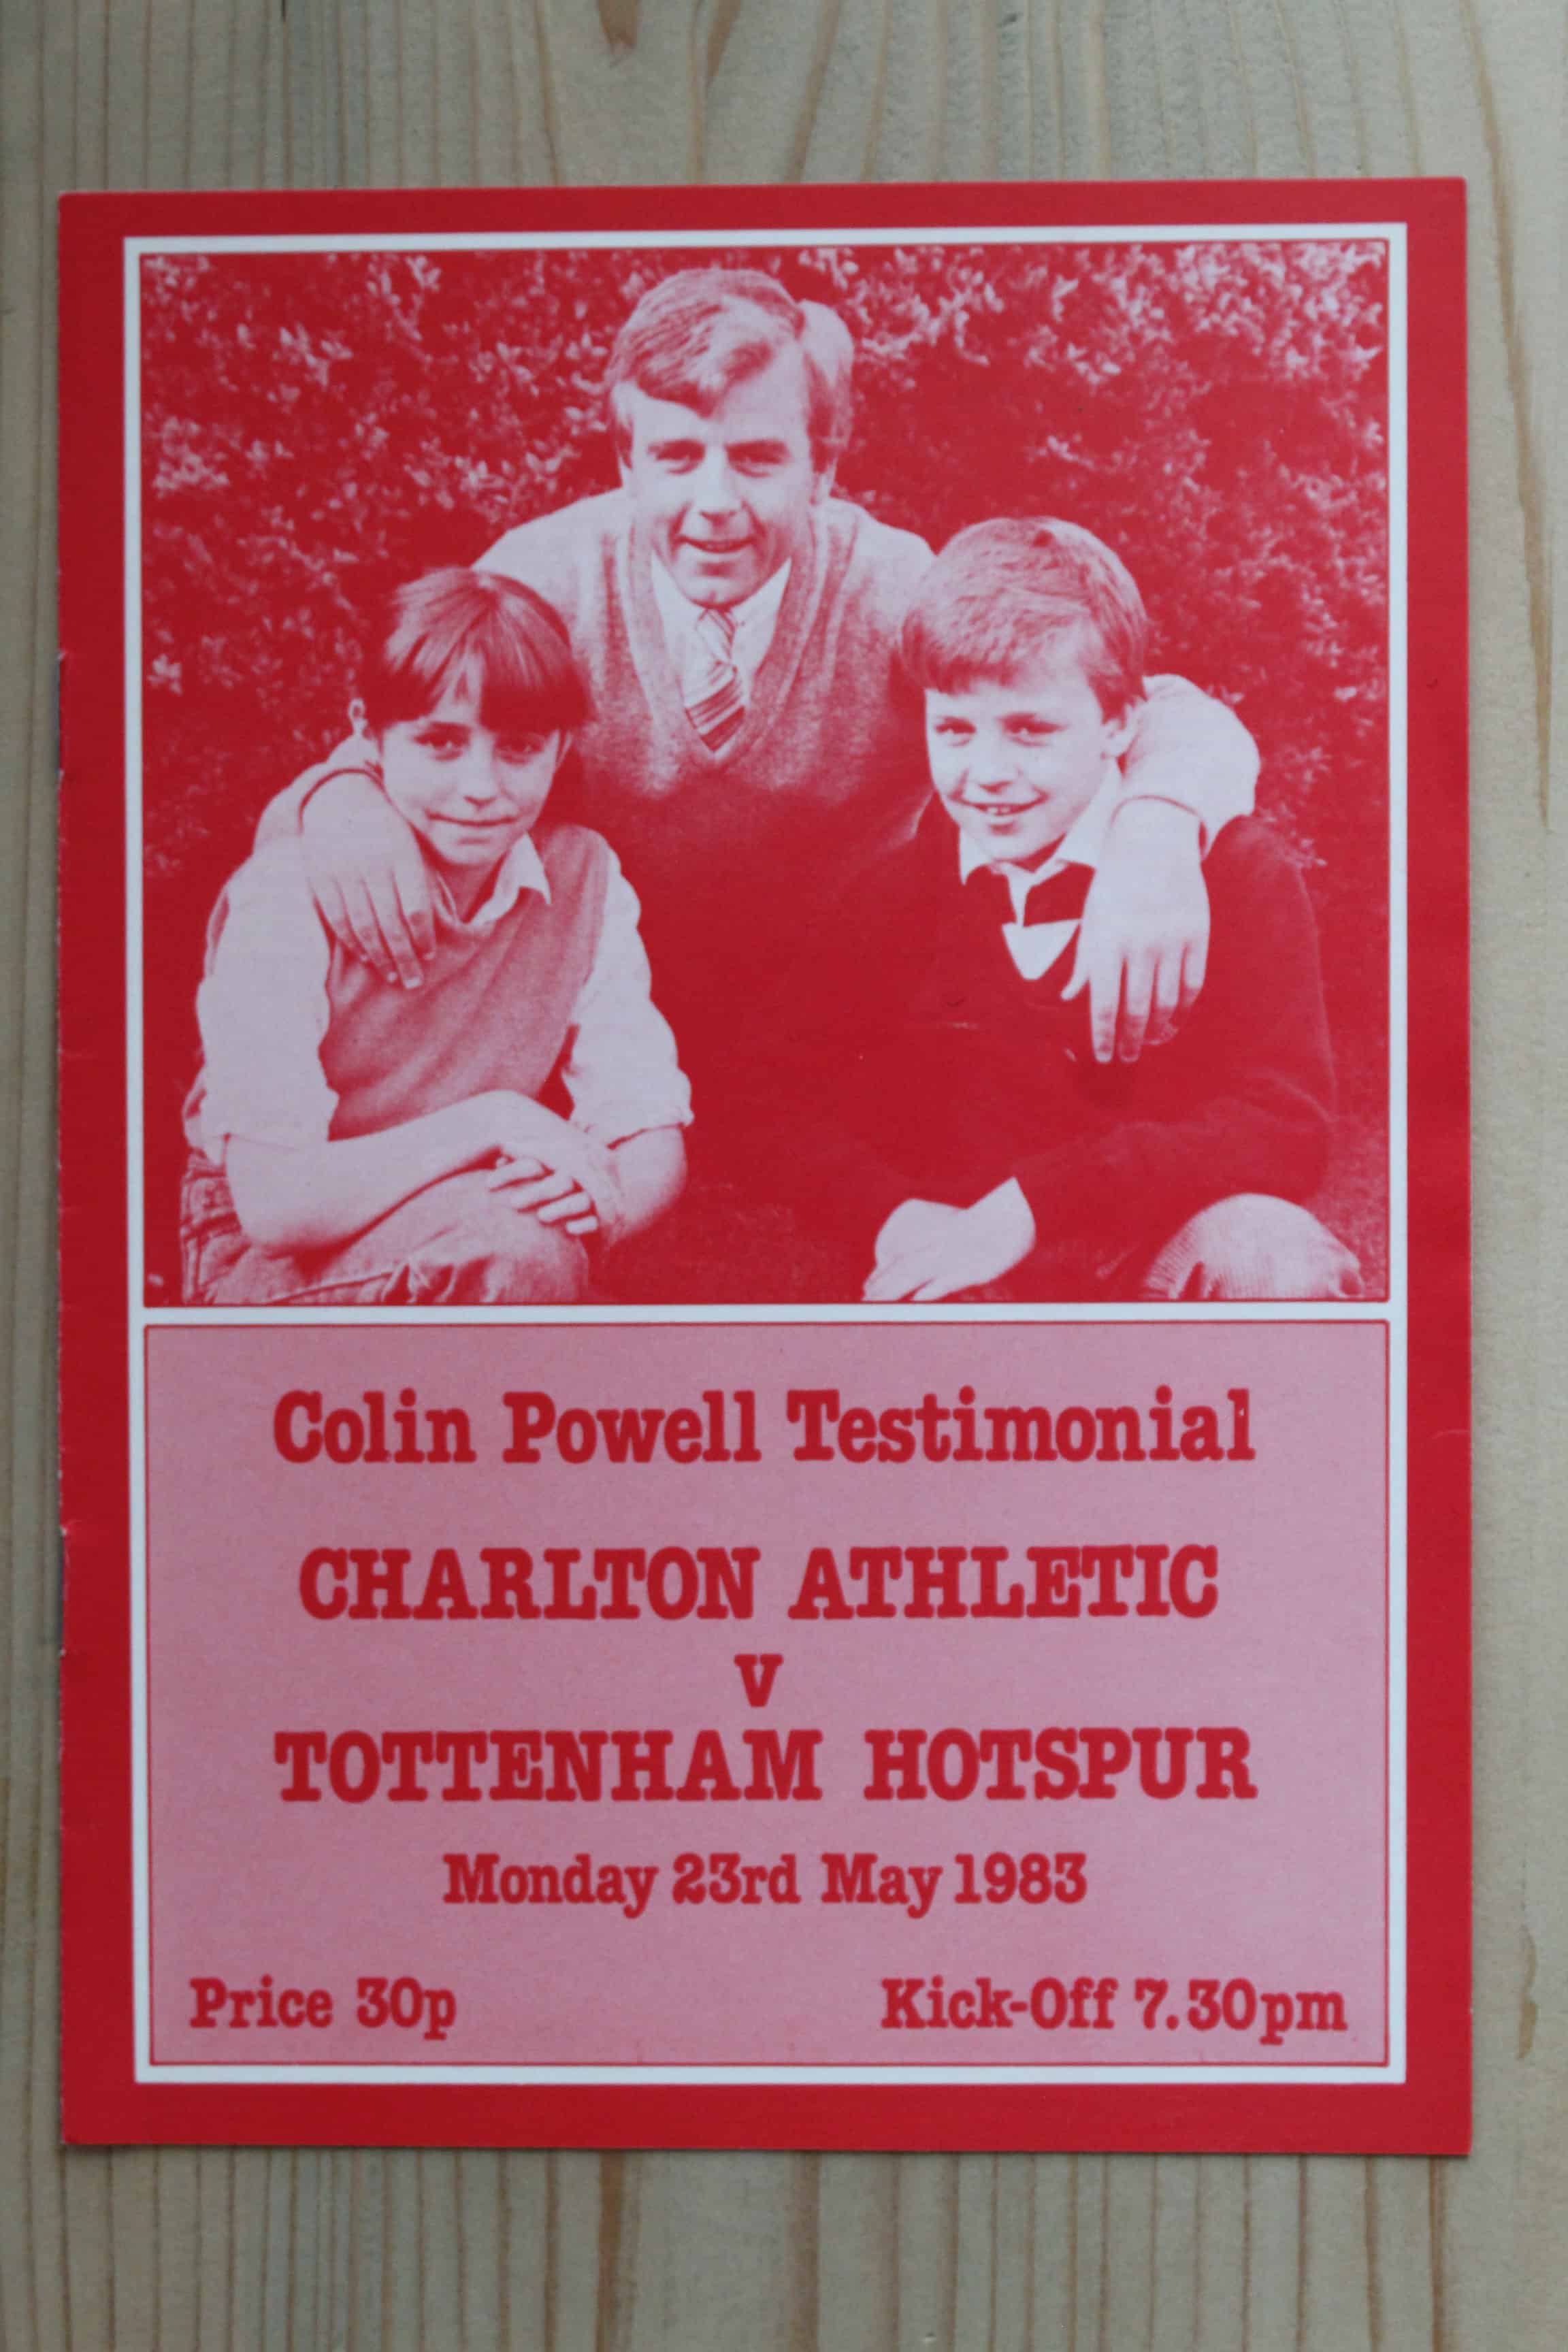 Colin Powell Testimonial
CHARLTON ATHLETIC
V
TOTTENHAM HOTSPUR
Monday 23rd May 1983
Price 30p
Kick-Off 7.30pm